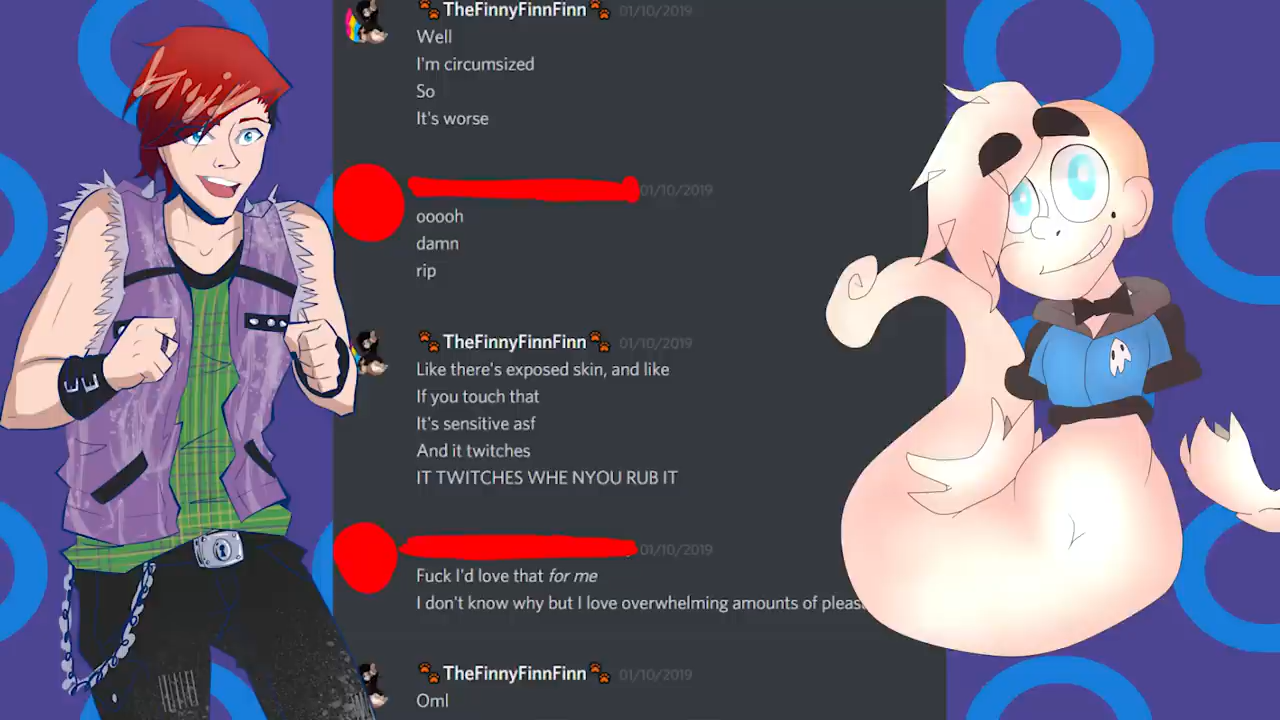 TheFinnyFinnFinn 01/10/2019
Well
I'm circumsized
So
It's worse
01/10/2019
ooooh
damn
rip
TheFinnyFinnFinn 01/10/2019
Like there's exposed skin, and like
If you touch that
It's sensitive asf
And it twitches
IT TWITCHES WHE NYOU RUB IT
01/10/2019
Fuck I'd love that for me
I don't know why but I love overwhelming amounts of pleas
TheFinnyFinnFinn 01/10/2019
Oml